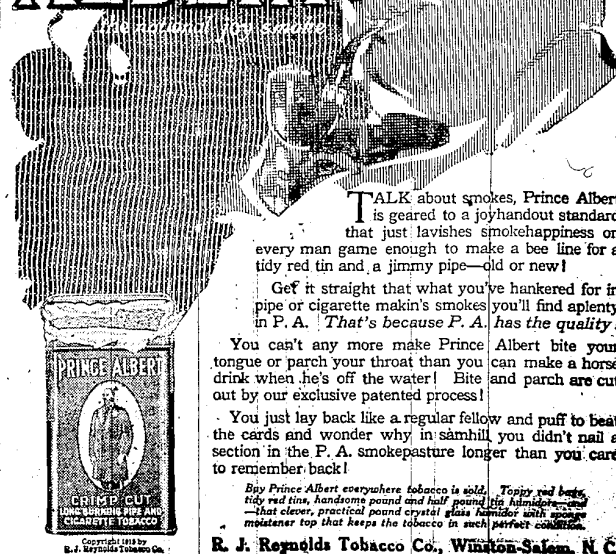 the national joy smoke
TALK about smokes, Prince Albert
is geared to a joyhandout standard
that just lavishes smokehappiness on
every man game enough to make a bee line for a
tidy red tin and a jimmy pipe—old or new!
Get it straight that what you've hankered for in
pipe or cigarette makin's smokes you'll find aplenty
in P. A. That's because P. A. has the quality.
You can't any more make Prince Albert bite your
tongue or parch your throat than you can make a horse
drink when he's off the water! Bite and parch are cut
out by our exclusive patented process!
You just lay back like a regular fellow and puff to beat
the cards and wonder why in samhill you didn't nail a
section in the P. A. smokepasture longer than you care
to remember back!
Buy Prince Albert everywhere tobacco is sold. Toppy red bags,
tidy red tins, handsome pound and half pound tin humidors—and
—that clever, practical pound crystal glass humidor with sponge
moistener top that keeps the tobacco in such perfect condition.
R. J. Reynolds Tobacco Co., Winston-Salem, N.
PRINCE ALBERT
CRIMP CUT
LONG BURNING PIPE AND
CIGARETTE TOBACCO
Copyright 1919 by
R. J. Reynolds Tobacco Co.